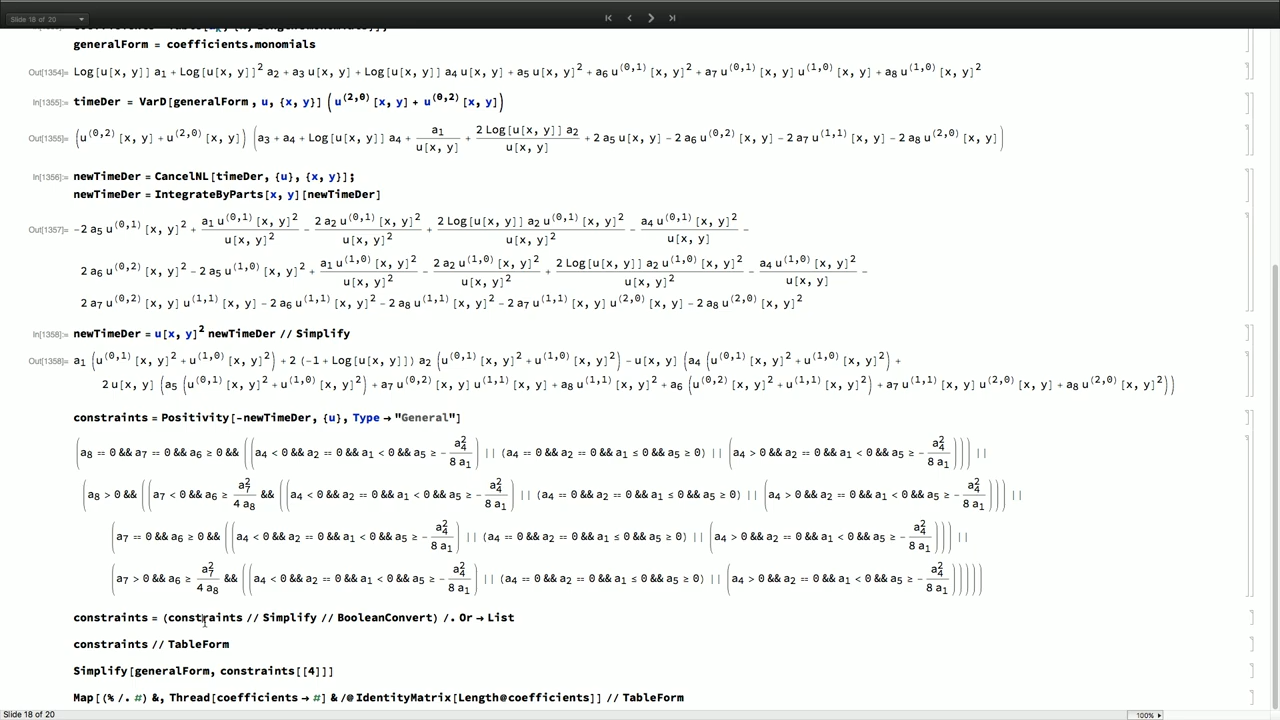 Slide 18 of 20
generalForm = coefficients.monomials
Out[1354]= Log[u[x, y]] a₁ + Log[u[x, y]]² a₂ + a₃ u[x, y] + Log[u[x, y]] a₄ u[x, y] + a₅ u[x, y]² + a₆ u^(0,1)[x, y]² + a₇ u^(0,1)[x, y] u^(1,0)[x, y] + a₈ u^(1,0)[x, y]²
In[1355]:= timeDer = VarD[generalForm , u, {x, y}] (u^(2,0)[x, y] + u^(0,2)[x, y])
Out[1355]= (u^(0,2)[x, y] + u^(2,0)[x, y]) (a₃ + a₄ + Log[u[x, y]] a₄ + a₁/u[x, y] + 2 Log[u[x, y]] a₂/u[x, y] + 2 a₅ u[x, y] - 2 a₆ u^(0,2)[x, y] - 2 a₇ u^(1,1)[x, y] - 2 a₈ u^(2,0)[x, y])
In[1356]:= newTimeDer = CancelNL[timeDer, {u}, {x, y}];
newTimeDer = IntegrateByParts[x, y][newTimeDer]
Out[1357]= -2 a₅ u^(0,1)[x, y]² + a₁ u^(0,1)[x, y]²/u[x, y]² - 2 a₂ u^(0,1)[x, y]²/u[x, y]² + 2 Log[u[x, y]] a₂ u^(0,1)[x, y]²/u[x, y]² - a₄ u^(0,1)[x, y]²/u[x, y] -
2 a₆ u^(0,2)[x, y]² - 2 a₅ u^(1,0)[x, y]² + a₁ u^(1,0)[x, y]²/u[x, y]² - 2 a₂ u^(1,0)[x, y]²/u[x, y]² + 2 Log[u[x, y]] a₂ u^(1,0)[x, y]²/u[x, y]² - a₄ u^(1,0)[x, y]²/u[x, y] -
2 a₇ u^(0,2)[x, y] u^(1,1)[x, y] - 2 a₆ u^(1,1)[x, y]² - 2 a₈ u^(1,1)[x, y]² - 2 a₇ u^(1,1)[x, y] u^(2,0)[x, y] - 2 a₈ u^(2,0)[x, y]²
In[1358]:= newTimeDer = u[x, y]² newTimeDer // Simplify
Out[1358]= a₁ (u^(0,1)[x, y]² + u^(1,0)[x, y]²) + 2 (-1 + Log[u[x, y]]) a₂ (u^(0,1)[x, y]² + u^(1,0)[x, y]²) - u[x, y] (a₄ (u^(0,1)[x, y]² + u^(1,0)[x, y]²) +
2 u[x, y] (a₅ (u^(0,1)[x, y]² + u^(1,0)[x, y]²) + a₇ u^(0,2)[x, y] u^(1,1)[x, y] + a₈ u^(1,1)[x, y]² + a₆ (u^(0,2)[x, y]² + u^(1,1)[x, y]²) + a₇ u^(1,1)[x, y] u^(2,0)[x, y] + a₈ u^(2,0)[x, y]²))
constraints = Positivity[-newTimeDer, {u}, Type → "General"]
(a₈ == 0 && a₇ == 0 && a₆ ≥ 0 && ((a₄ < 0 && a₂ == 0 && a₁ < 0 && a₅ ≥ -a₄²/(8 a₁)) || (a₄ == 0 && a₂ == 0 && a₁ ≤ 0 && a₅ ≥ 0) || (a₄ > 0 && a₂ == 0 && a₁ < 0 && a₅ ≥ -a₄²/(8 a₁)))) ||
(a₈ > 0 && ((a₇ < 0 && a₆ ≥ a₇²/(4 a₈) && ((a₄ < 0 && a₂ == 0 && a₁ < 0 && a₅ ≥ -a₄²/(8 a₁)) || (a₄ == 0 && a₂ == 0 && a₁ ≤ 0 && a₅ ≥ 0) || (a₄ > 0 && a₂ == 0 && a₁ < 0 && a₅ ≥ -a₄²/(8 a₁)))) ||
(a₇ == 0 && a₆ ≥ 0 && ((a₄ < 0 && a₂ == 0 && a₁ < 0 && a₅ ≥ -a₄²/(8 a₁)) || (a₄ == 0 && a₂ == 0 && a₁ ≤ 0 && a₅ ≥ 0) || (a₄ > 0 && a₂ == 0 && a₁ < 0 && a₅ ≥ -a₄²/(8 a₁)))) ||
(a₇ > 0 && a₆ ≥ a₇²/(4 a₈) && ((a₄ < 0 && a₂ == 0 && a₁ < 0 && a₅ ≥ -a₄²/(8 a₁)) || (a₄ == 0 && a₂ == 0 && a₁ ≤ 0 && a₅ ≥ 0) || (a₄ > 0 && a₂ == 0 && a₁ < 0 && a₅ ≥ -a₄²/(8 a₁))))))
constraints = (constraints // Simplify // BooleanConvert) /. Or → List
constraints // TableForm
Simplify[generalForm, constraints[[4]]]
Map[(% /. #) &, Thread[coefficients → #] & /@ IdentityMatrix[Length@coefficients]] // TableForm
Slide 18 of 20
100%